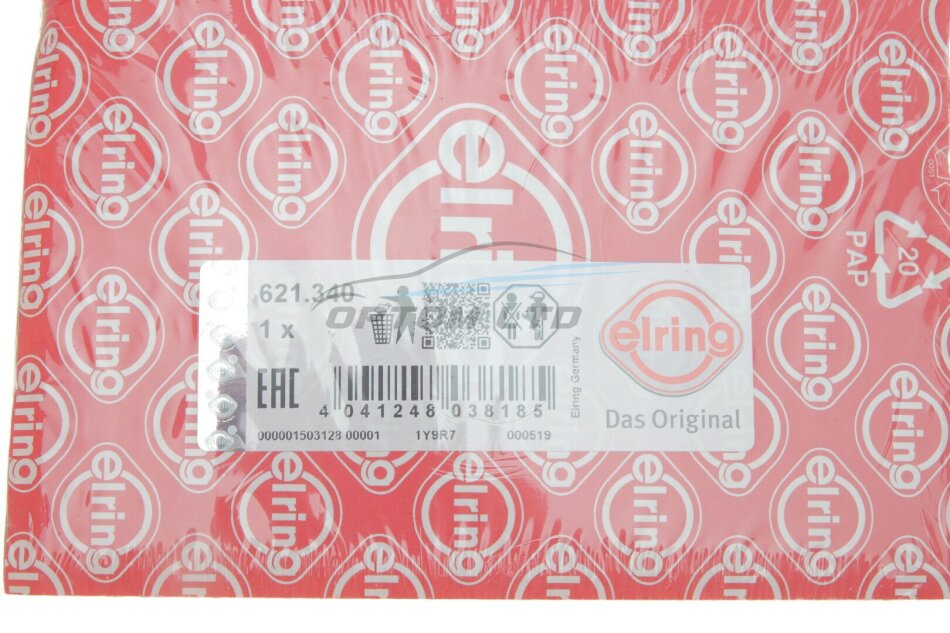 elring
621.340
1 x
OPTOM LTD
elring
EAC
4 041248 038185
Elring Germany
Das Original
000001503128 00001 1Y9R7 000519
20
PAP